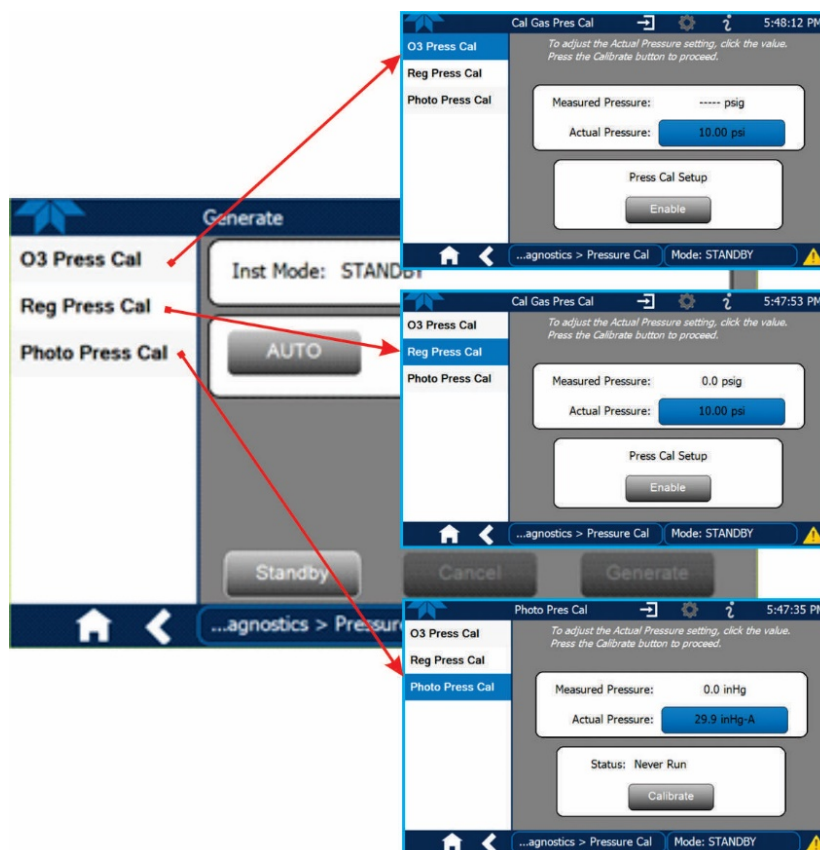 Generate
O3 Press Cal
Reg Press Cal
Photo Press Cal
Inst Mode: STANDBY
AUTO
Standby
Cancel
Generate
...agnostics > Pressur
Cal Gas Pres Cal
5:48:12 PM
O3 Press Cal
Reg Press Cal
Photo Press Cal
To adjust the Actual Pressure setting, click the value.
Press the Calibrate button to proceed.
Measured Pressure: ----- psig
Actual Pressure: 10.00 psi
Press Cal Setup
Enable
...agnostics > Pressure Cal
Mode: STANDBY
Cal Gas Pres Cal
5:47:53 PM
O3 Press Cal
Reg Press Cal
Photo Press Cal
To adjust the Actual Pressure setting, click the value.
Press the Calibrate button to proceed.
Measured Pressure: 0.0 psig
Actual Pressure: 10.00 psi
Press Cal Setup
Enable
...agnostics > Pressure Cal
Mode: STANDBY
Photo Pres Cal
5:47:35 PM
O3 Press Cal
Reg Press Cal
Photo Press Cal
To adjust the Actual Pressure setting, click the value.
Press the Calibrate button to proceed.
Measured Pressure: 0.0 inHg
Actual Pressure: 29.9 inHg-A
Status: Never Run
Calibrate
...agnostics > Pressure Cal
Mode: STANDBY